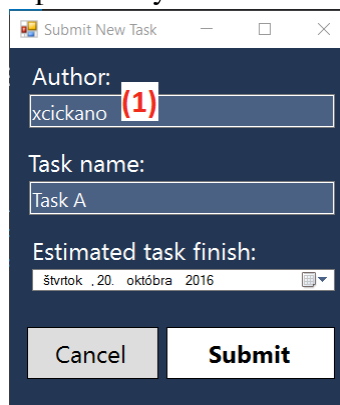 Submit New Task
Author:
xcickano (1)
Task name:
Task A
Estimated task finish:
štvrtok , 20. októbra 2016
Cancel Submit